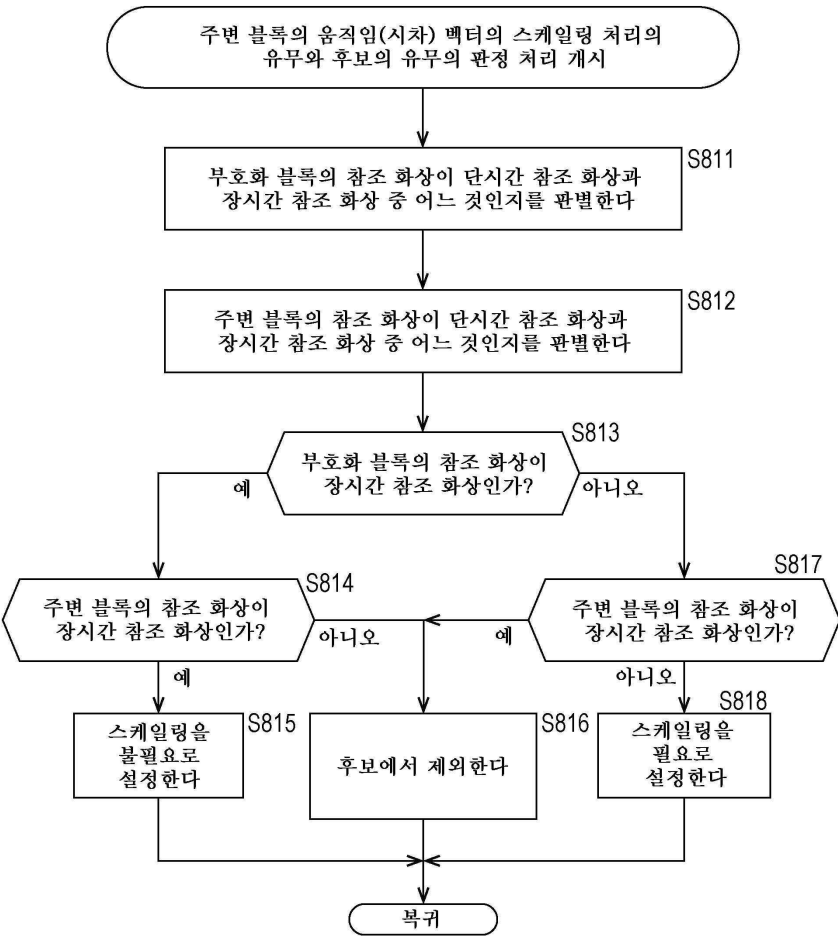 주변 블록의 움직임(시차) 벡터의 스케일링 처리의
유무와 후보의 유무의 판정 처리 개시
S811
부호화 블록의 참조 화상이 단시간 참조 화상과
장시간 참조 화상 중 어느 것인지를 판별한다
S812
주변 블록의 참조 화상이 단시간 참조 화상과
장시간 참조 화상 중 어느 것인지를 판별한다
S813
부호화 블록의 참조 화상이
장시간 참조 화상인가?
예
아니오
S814
주변 블록의 참조 화상이
장시간 참조 화상인가?
아니오
예
S817
주변 블록의 참조 화상이
장시간 참조 화상인가?
예
아니오
S815
스케일링을
불필요로
설정한다
S816
후보에서 제외한다
S818
스케일링을
필요로
설정한다
복귀